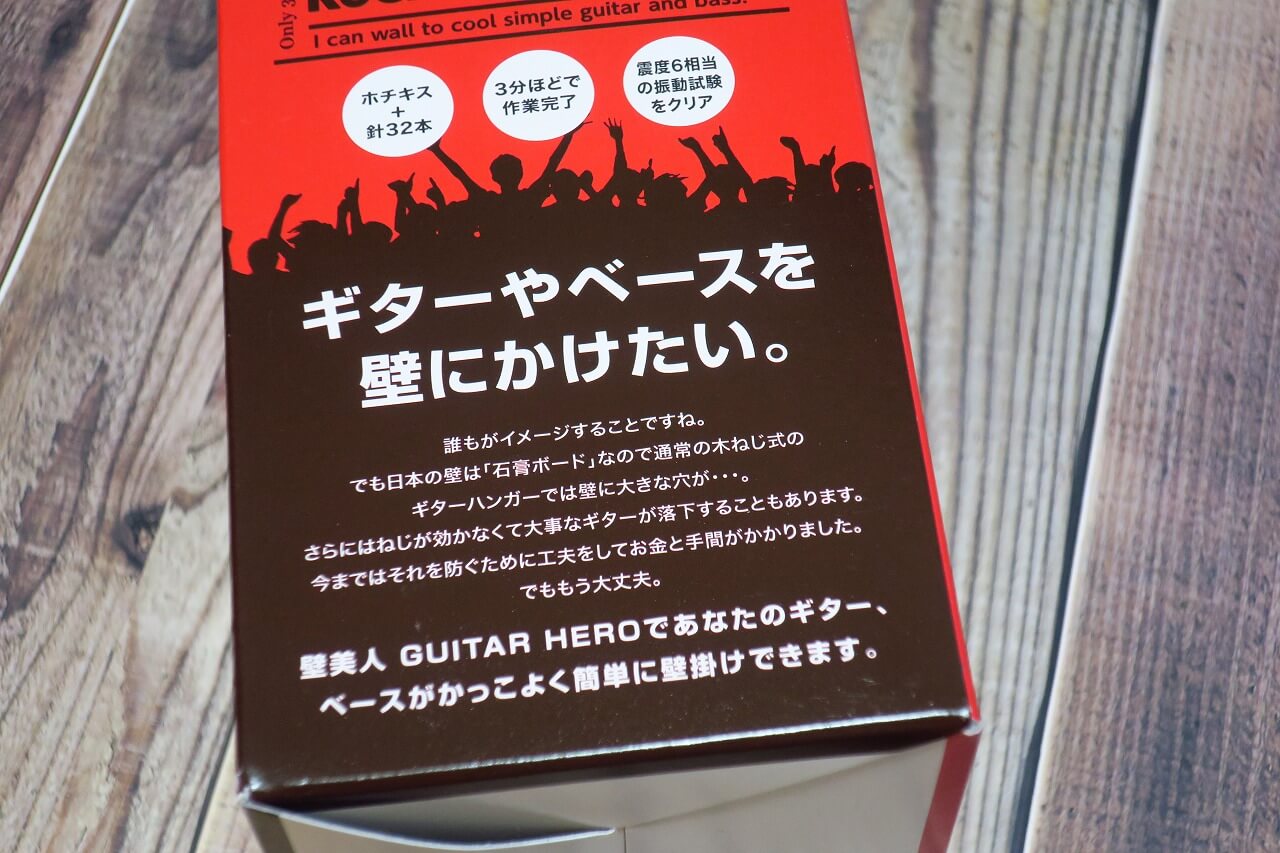 Only 3
I can wall to cool simple guitar and bass.
ホチキス
+
針32本
3分ほどで
作業完了
震度6相当
の振動試験
をクリア
ギターやベースを
壁にかけたい。
誰もがイメージすることですね。
でも日本の壁は「石膏ボード」なので通常の木ねじ式の
ギターハンガーでは壁に大きな穴が・・・。
さらにはねじが効かなくて大事なギターが落下することもあります。
今まではそれを防ぐために工夫をしてお金と手間がかかりました。
でももう大丈夫。
壁美人 GUITAR HEROであなたのギター、
ベースがかっこよく簡単に壁掛けできます。